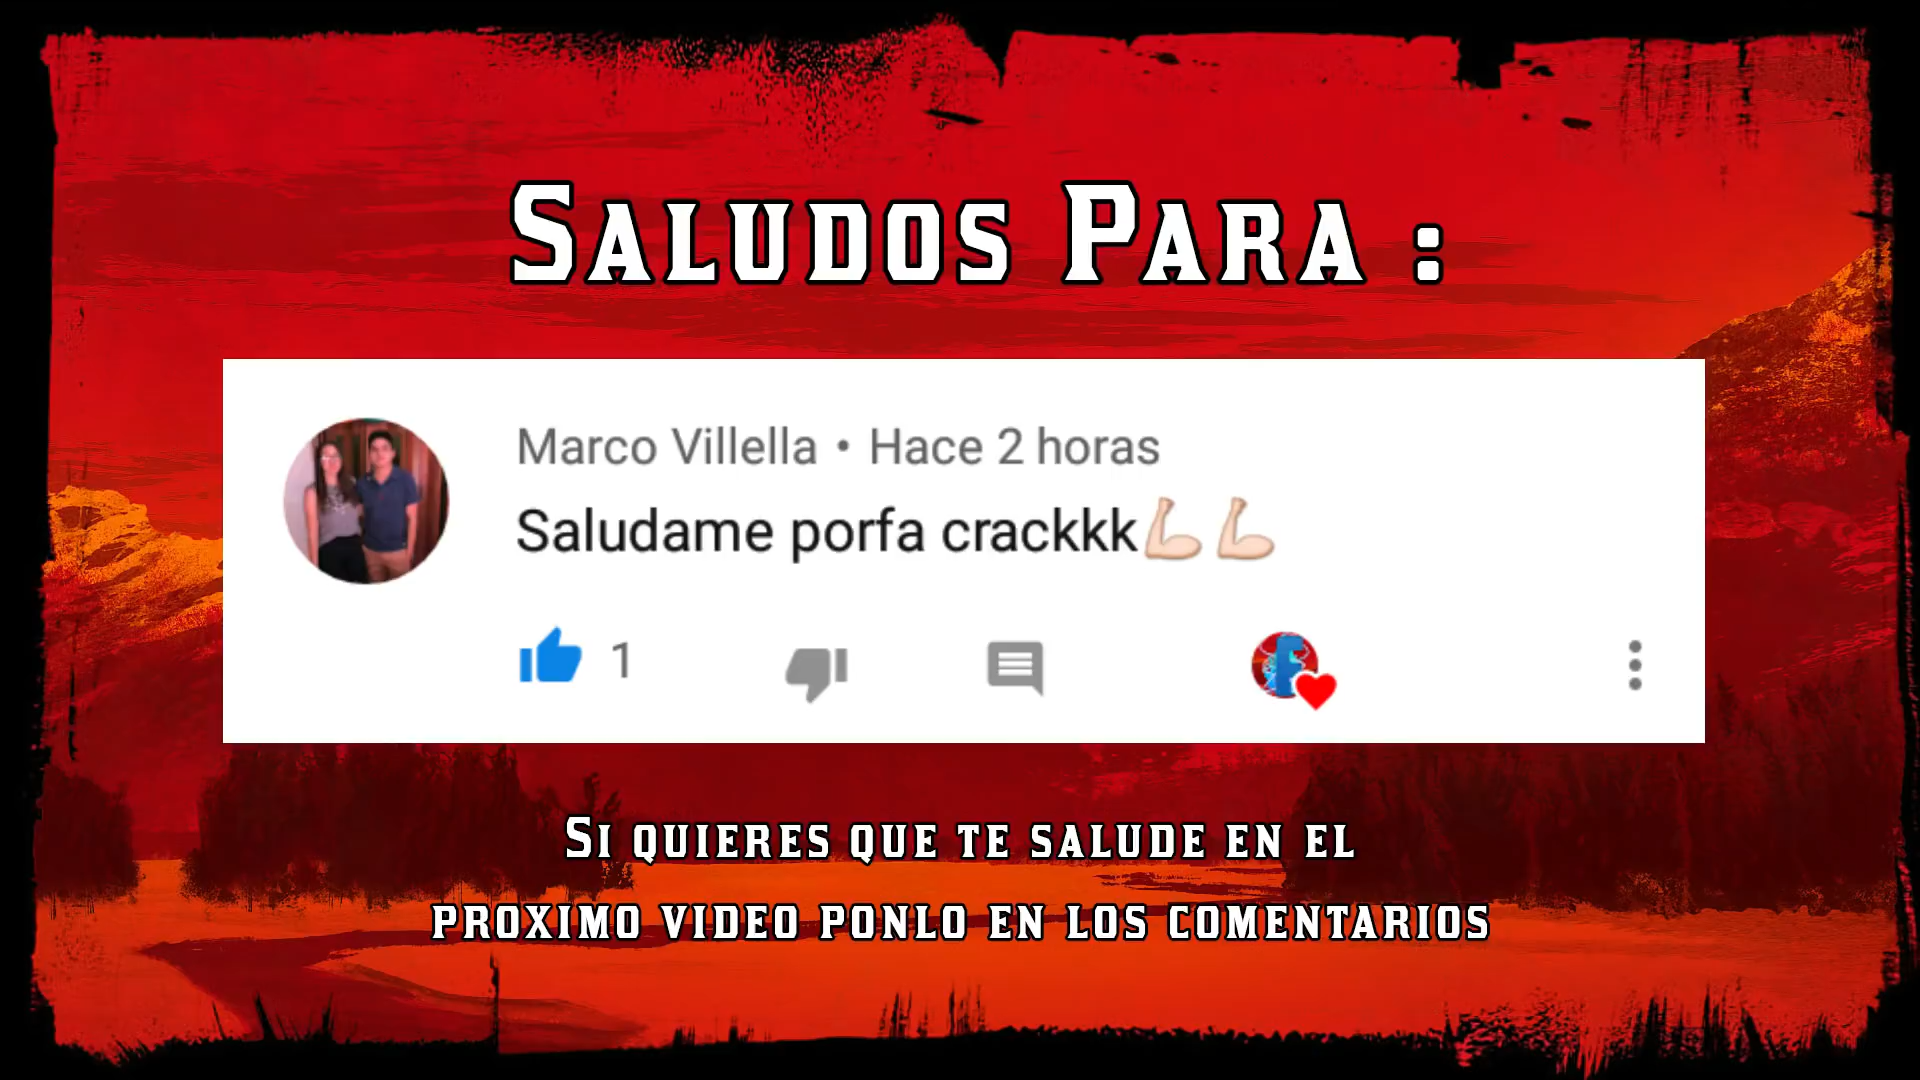 Saludos Para :
Marco Villella • Hace 2 horas
Saludame porfa crackkk💪🏻💪🏻
1
F
Si quieres que te salude en el
proximo video ponlo en los comentarios